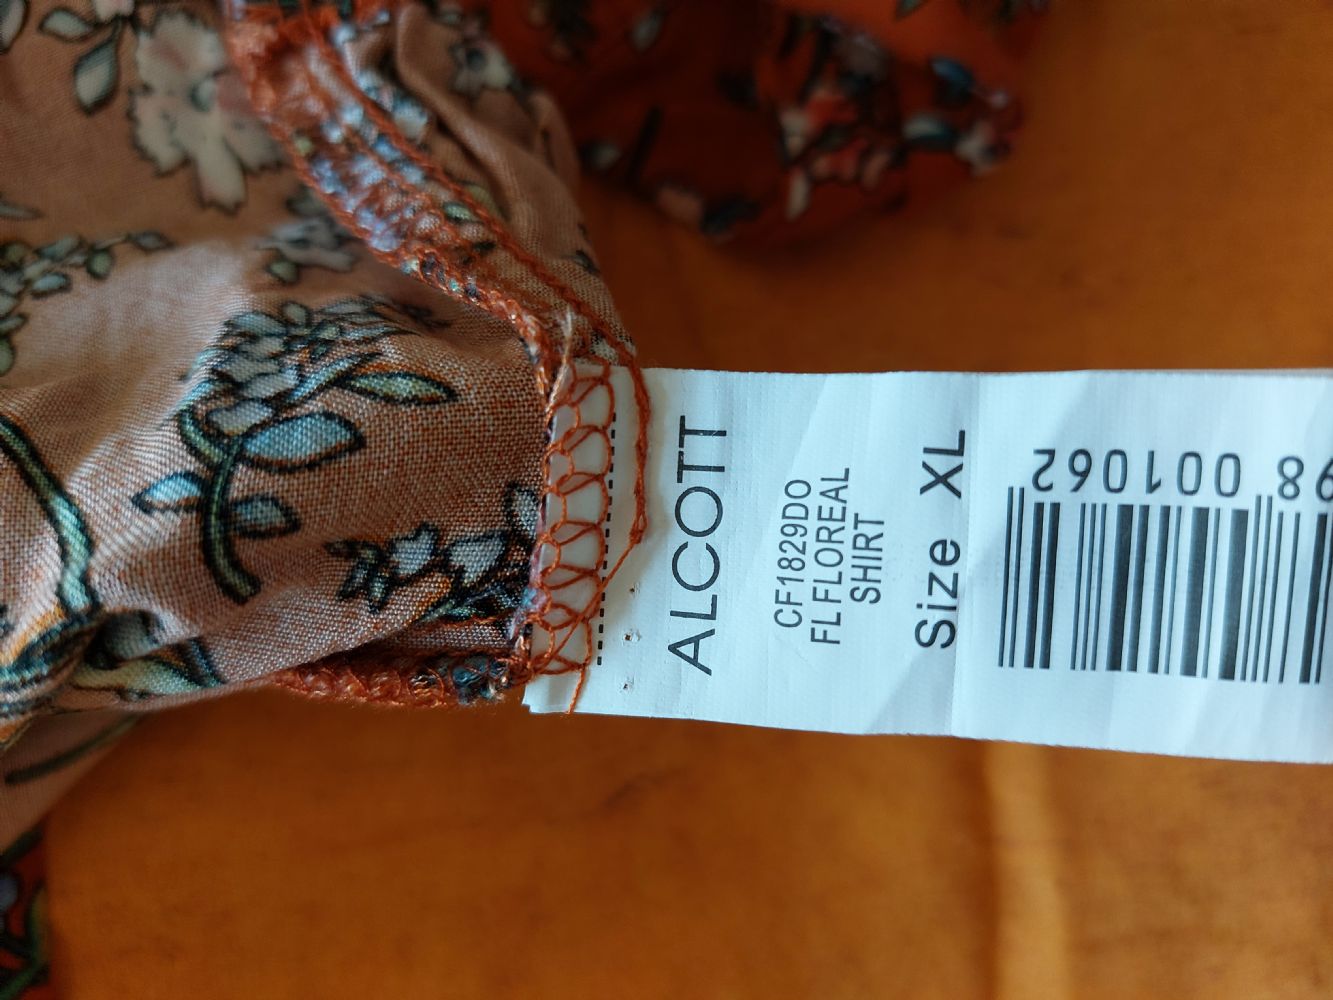 ALCOTT
CF1829DO
FL FLOREAL
SHIRT
Size XL
98 001062